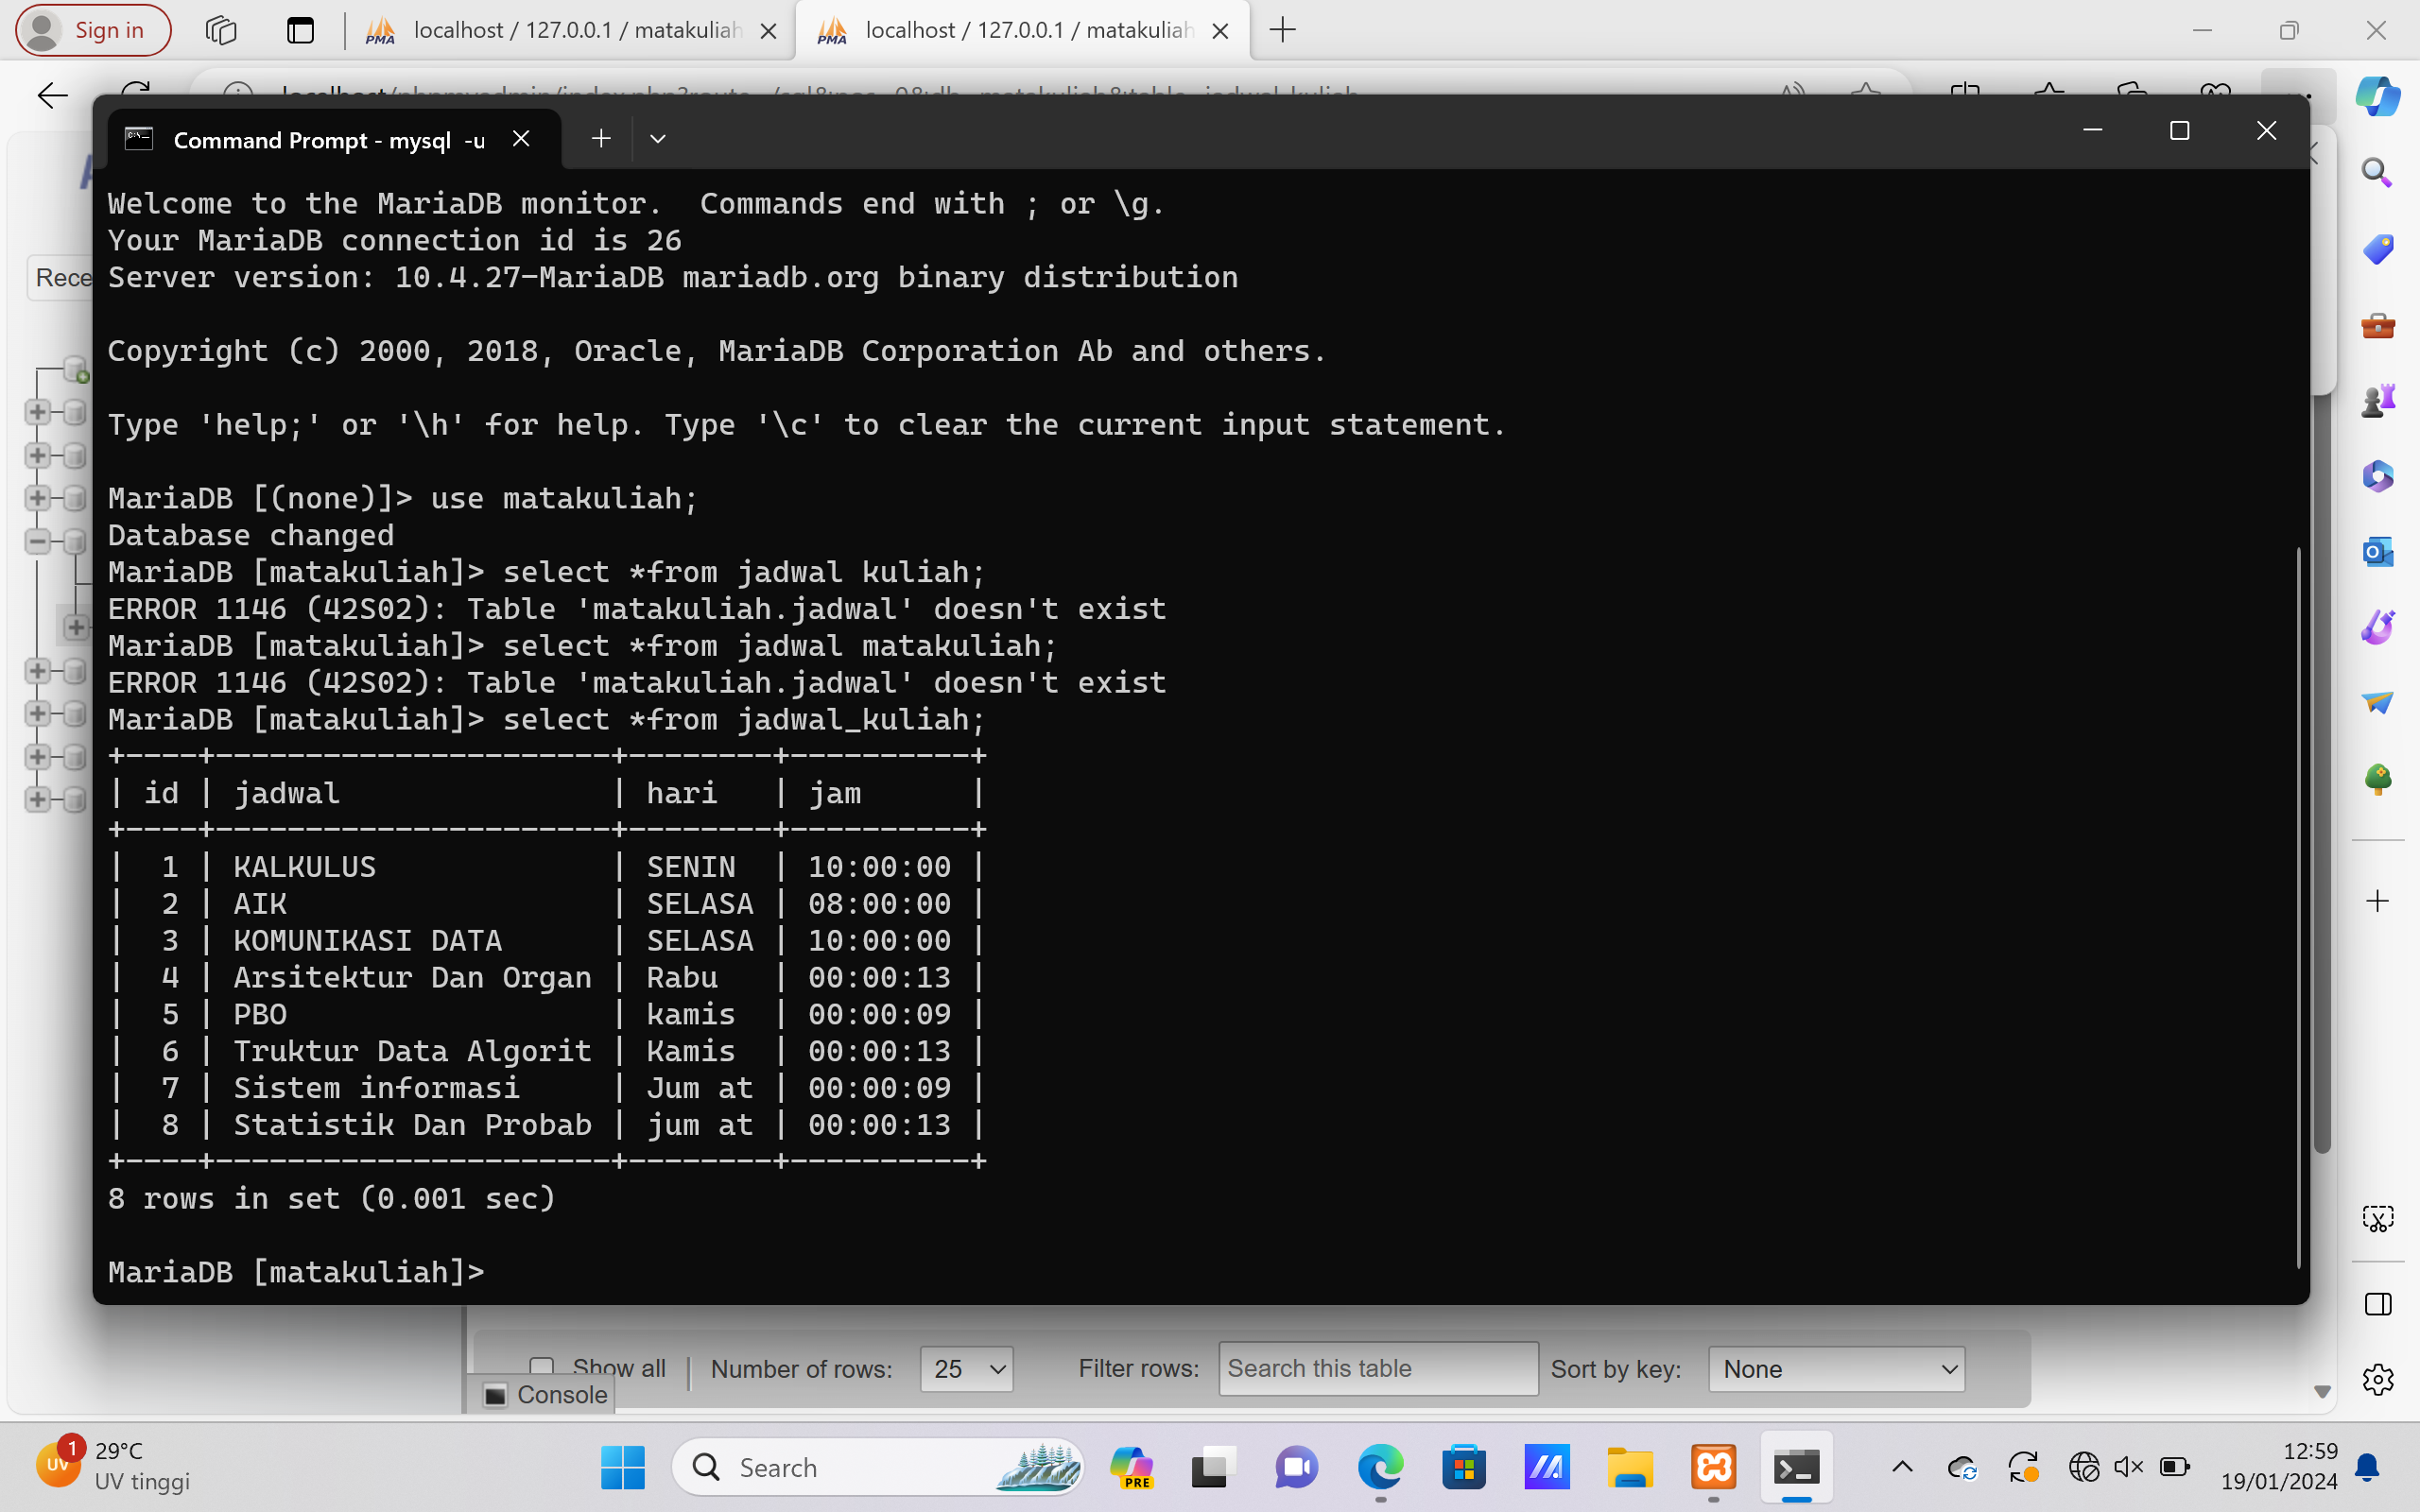 Sign in
localhost / 127.0.0.1 / matakuliah
localhost / 127.0.0.1 / matakuliah
Command Prompt - mysql -u
Rece
Welcome to the MariaDB monitor.  Commands end with ; or \g.
Your MariaDB connection id is 26
Server version: 10.4.27-MariaDB mariadb.org binary distribution
Copyright (c) 2000, 2018, Oracle, MariaDB Corporation Ab and others.
Type 'help;' or '\h' for help. Type '\c' to clear the current input statement.
MariaDB [(none)]> use matakuliah;
Database changed
MariaDB [matakuliah]> select *from jadwal kuliah;
ERROR 1146 (42S02): Table 'matakuliah.jadwal' doesn't exist
MariaDB [matakuliah]> select *from jadwal matakuliah;
ERROR 1146 (42S02): Table 'matakuliah.jadwal' doesn't exist
MariaDB [matakuliah]> select *from jadwal_kuliah;
+----+----------------------+--------+----------+
| id | jadwal               | hari   | jam      |
+----+----------------------+--------+----------+
|  1 | KALKULUS             | SENIN  | 10:00:00 |
|  2 | AIK                  | SELASA | 08:00:00 |
|  3 | KOMUNIKASI DATA      | SELASA | 10:00:00 |
|  4 | Arsitektur Dan Organ | Rabu   | 00:00:13 |
|  5 | PBO                  | kamis  | 00:00:09 |
|  6 | Truktur Data Algorit | Kamis  | 00:00:13 |
|  7 | Sistem informasi     | Jum at | 00:00:09 |
|  8 | Statistik Dan Probab | jum at | 00:00:13 |
+----+----------------------+--------+----------+
8 rows in set (0.001 sec)
MariaDB [matakuliah]>
Show all | Number of rows: 25 Filter rows: Search this table Sort by key: None
Console
1 UV 29°C
UV tinggi
Search
PRE
12:59
19/01/2024